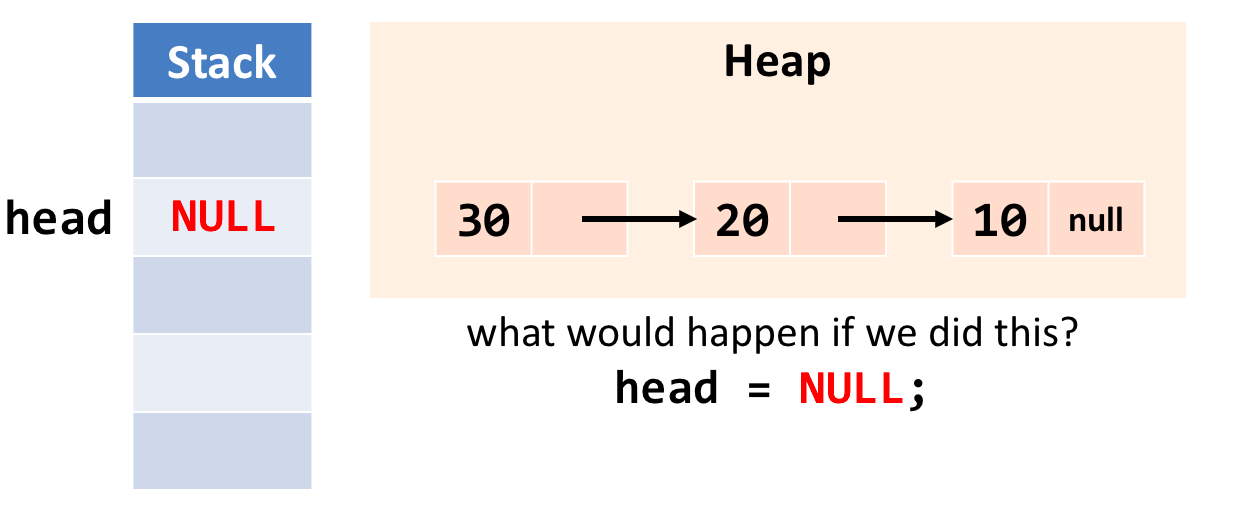 Stack
Heap
head NULL
30 20 10 null
what would happen if we did this?
head = NULL;